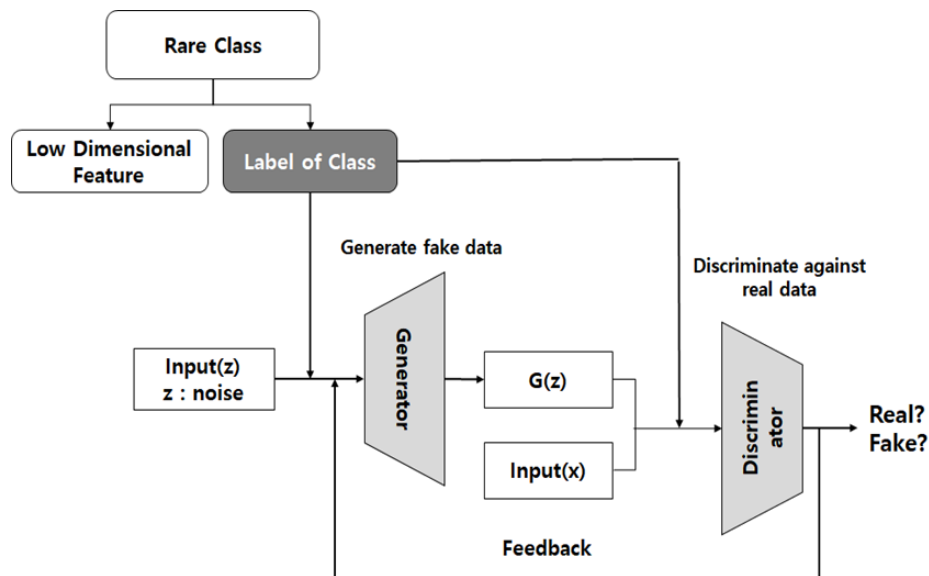 Rare Class
Low Dimensional
Feature
Label of Class
Generate fake data
Discriminate against
real data
Input(z)
z : noise
Generator
G(z)
Input(x)
Discrimin
ator
Real?
Fake?
Feedback